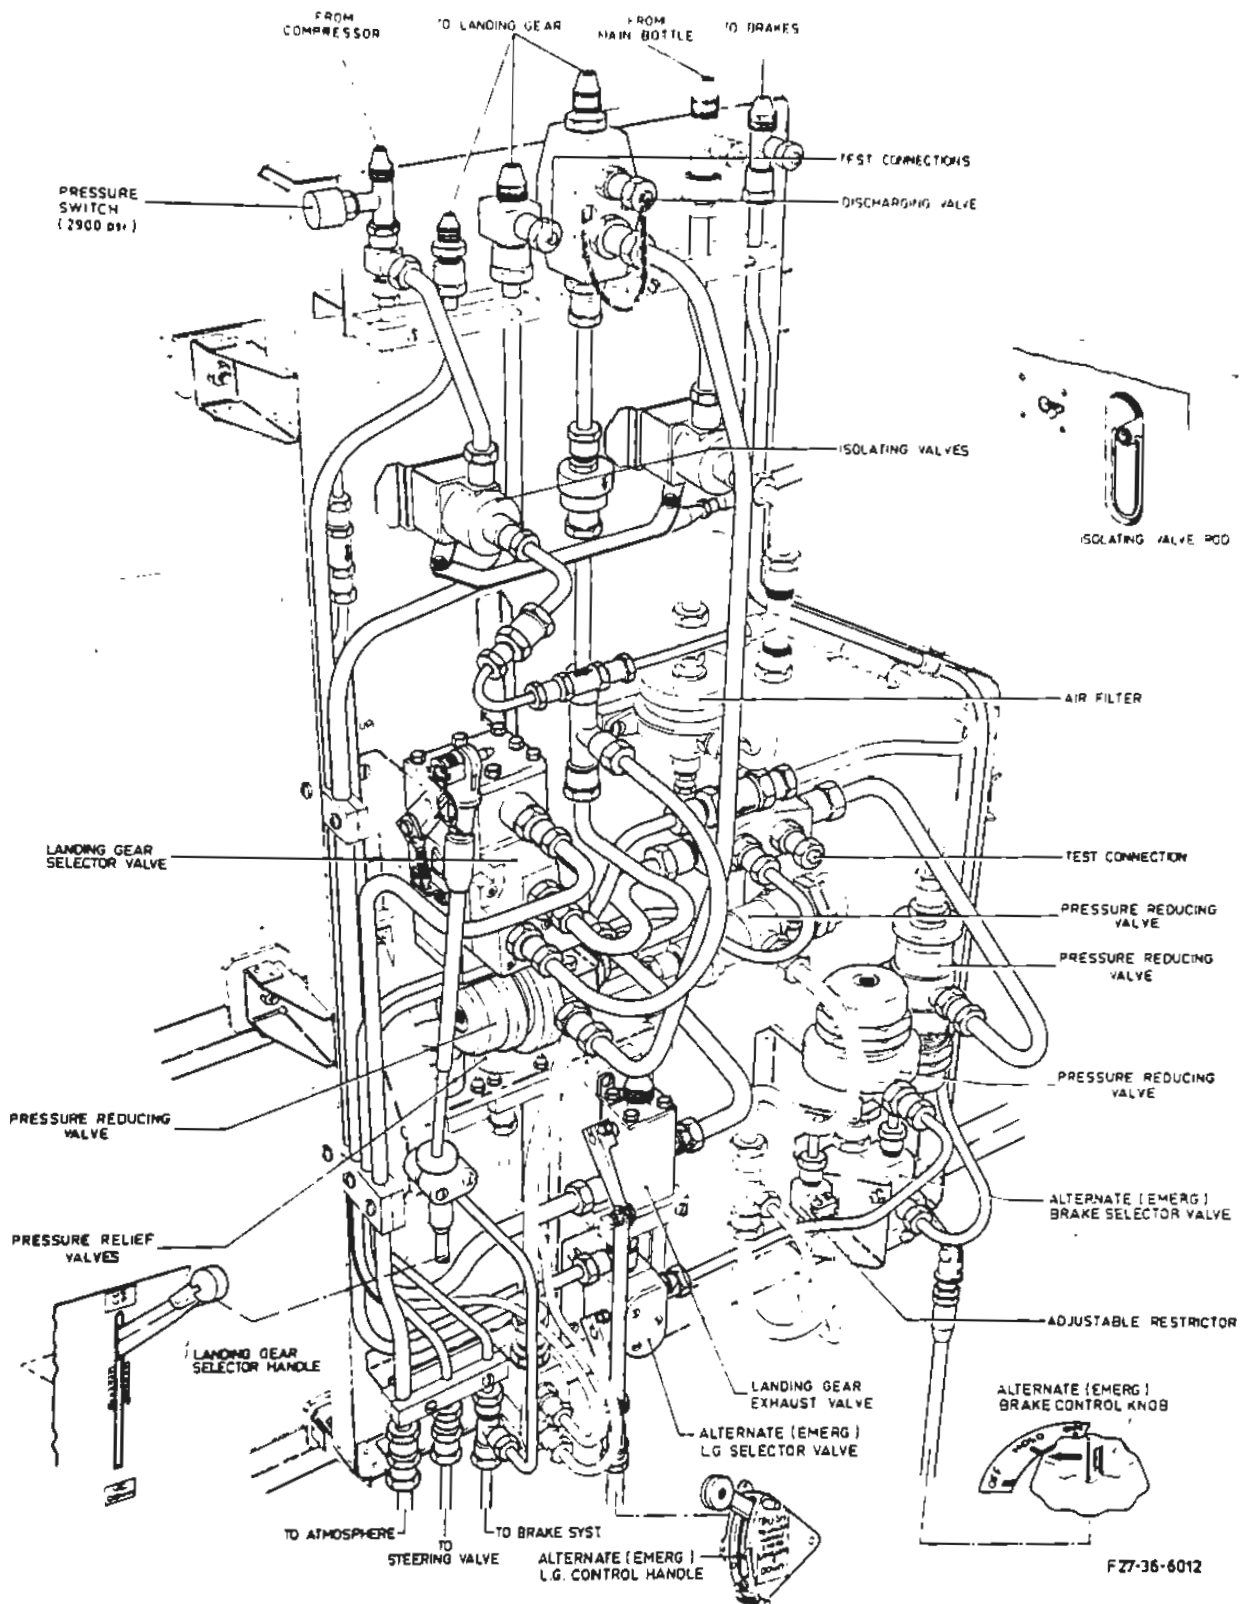 FROM
COMPRESSOR
TO LANDING GEAR
FROM
MAIN BOTTLE
TO BRAKES
TEST CONNECTIONS
DISCHARGING VALVE
PRESSURE
SWITCH
(2900 psi)
ISOLATING VALVES
ISOLATING VALVE ROD
AIR FILTER
LANDING GEAR
SELECTOR VALVE
TEST CONNECTION
PRESSURE REDUCING
VALVE
PRESSURE REDUCING
VALVE
PRESSURE REDUCING
VALVE
PRESSURE REDUCING
VALVE
ALTERNATE (EMERG)
BRAKE SELECTOR VALVE
PRESSURE RELIEF
VALVES
ADJUSTABLE RESTRICTOR
LANDING GEAR
SELECTOR HANDLE
LANDING GEAR
EXHAUST VALVE
ALTERNATE (EMERG)
BRAKE CONTROL KNOB
ALTERNATE (EMERG)
LG SELECTOR VALVE
HOLD
OFF
TO ATMOSPHERE
TO BRAKE SYST
TO
STEERING VALVE
ALTERNATE (EMERG)
L.G. CONTROL HANDLE
DOWN
F27-36-6012